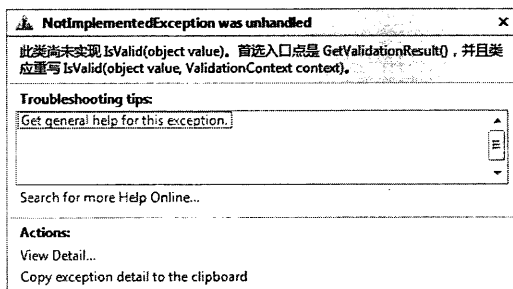 NotImplementedException was unhandled
此类尚未实现 IsValid(object value)。首选入口点是 GetValidationResult()，并且类
应重写 IsValid(object value, ValidationContext context)。
Troubleshooting tips:
Get general help for this exception.
Search for more Help Online...
Actions:
View Detail...
Copy exception detail to the clipboard